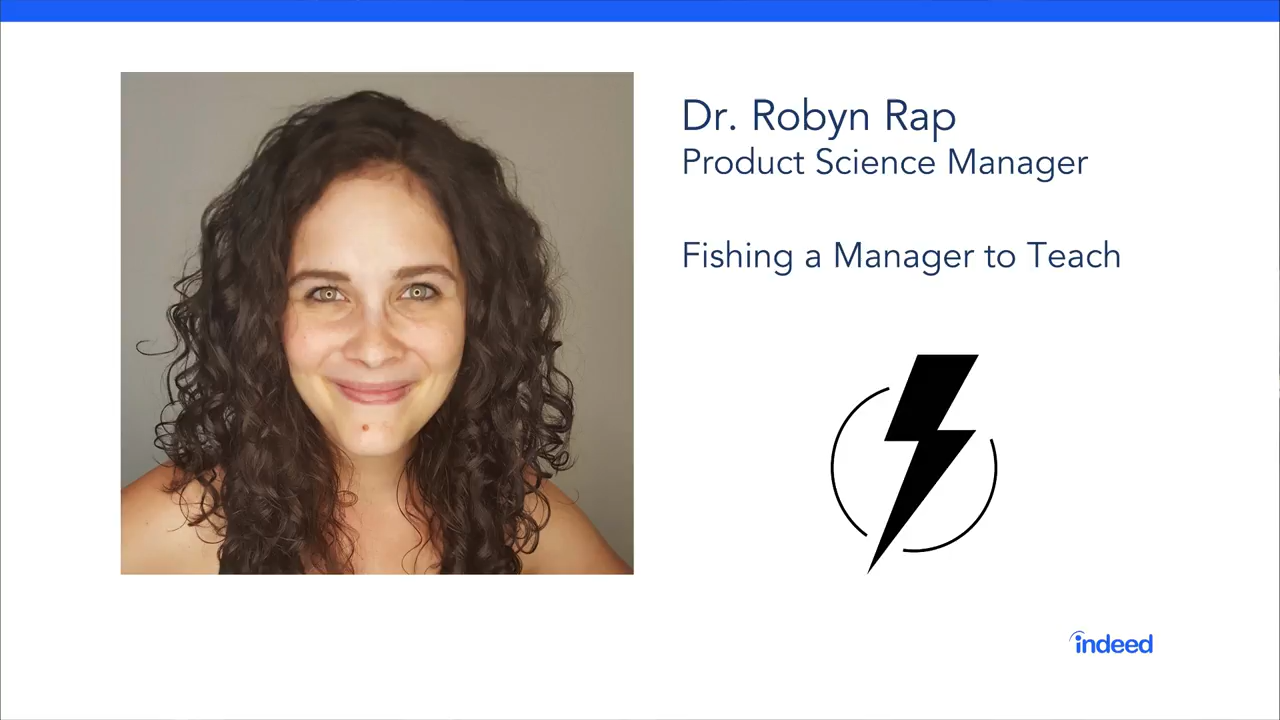 Dr. Robyn Rap
Product Science Manager
Fishing a Manager to Teach
indeed